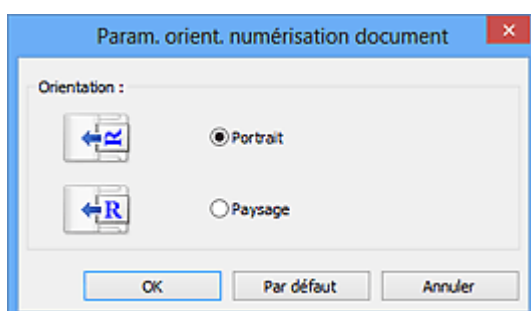 Param. orient. numérisation document
Orientation :
R
Portrait
R
Paysage
OK
Par défaut
Annuler